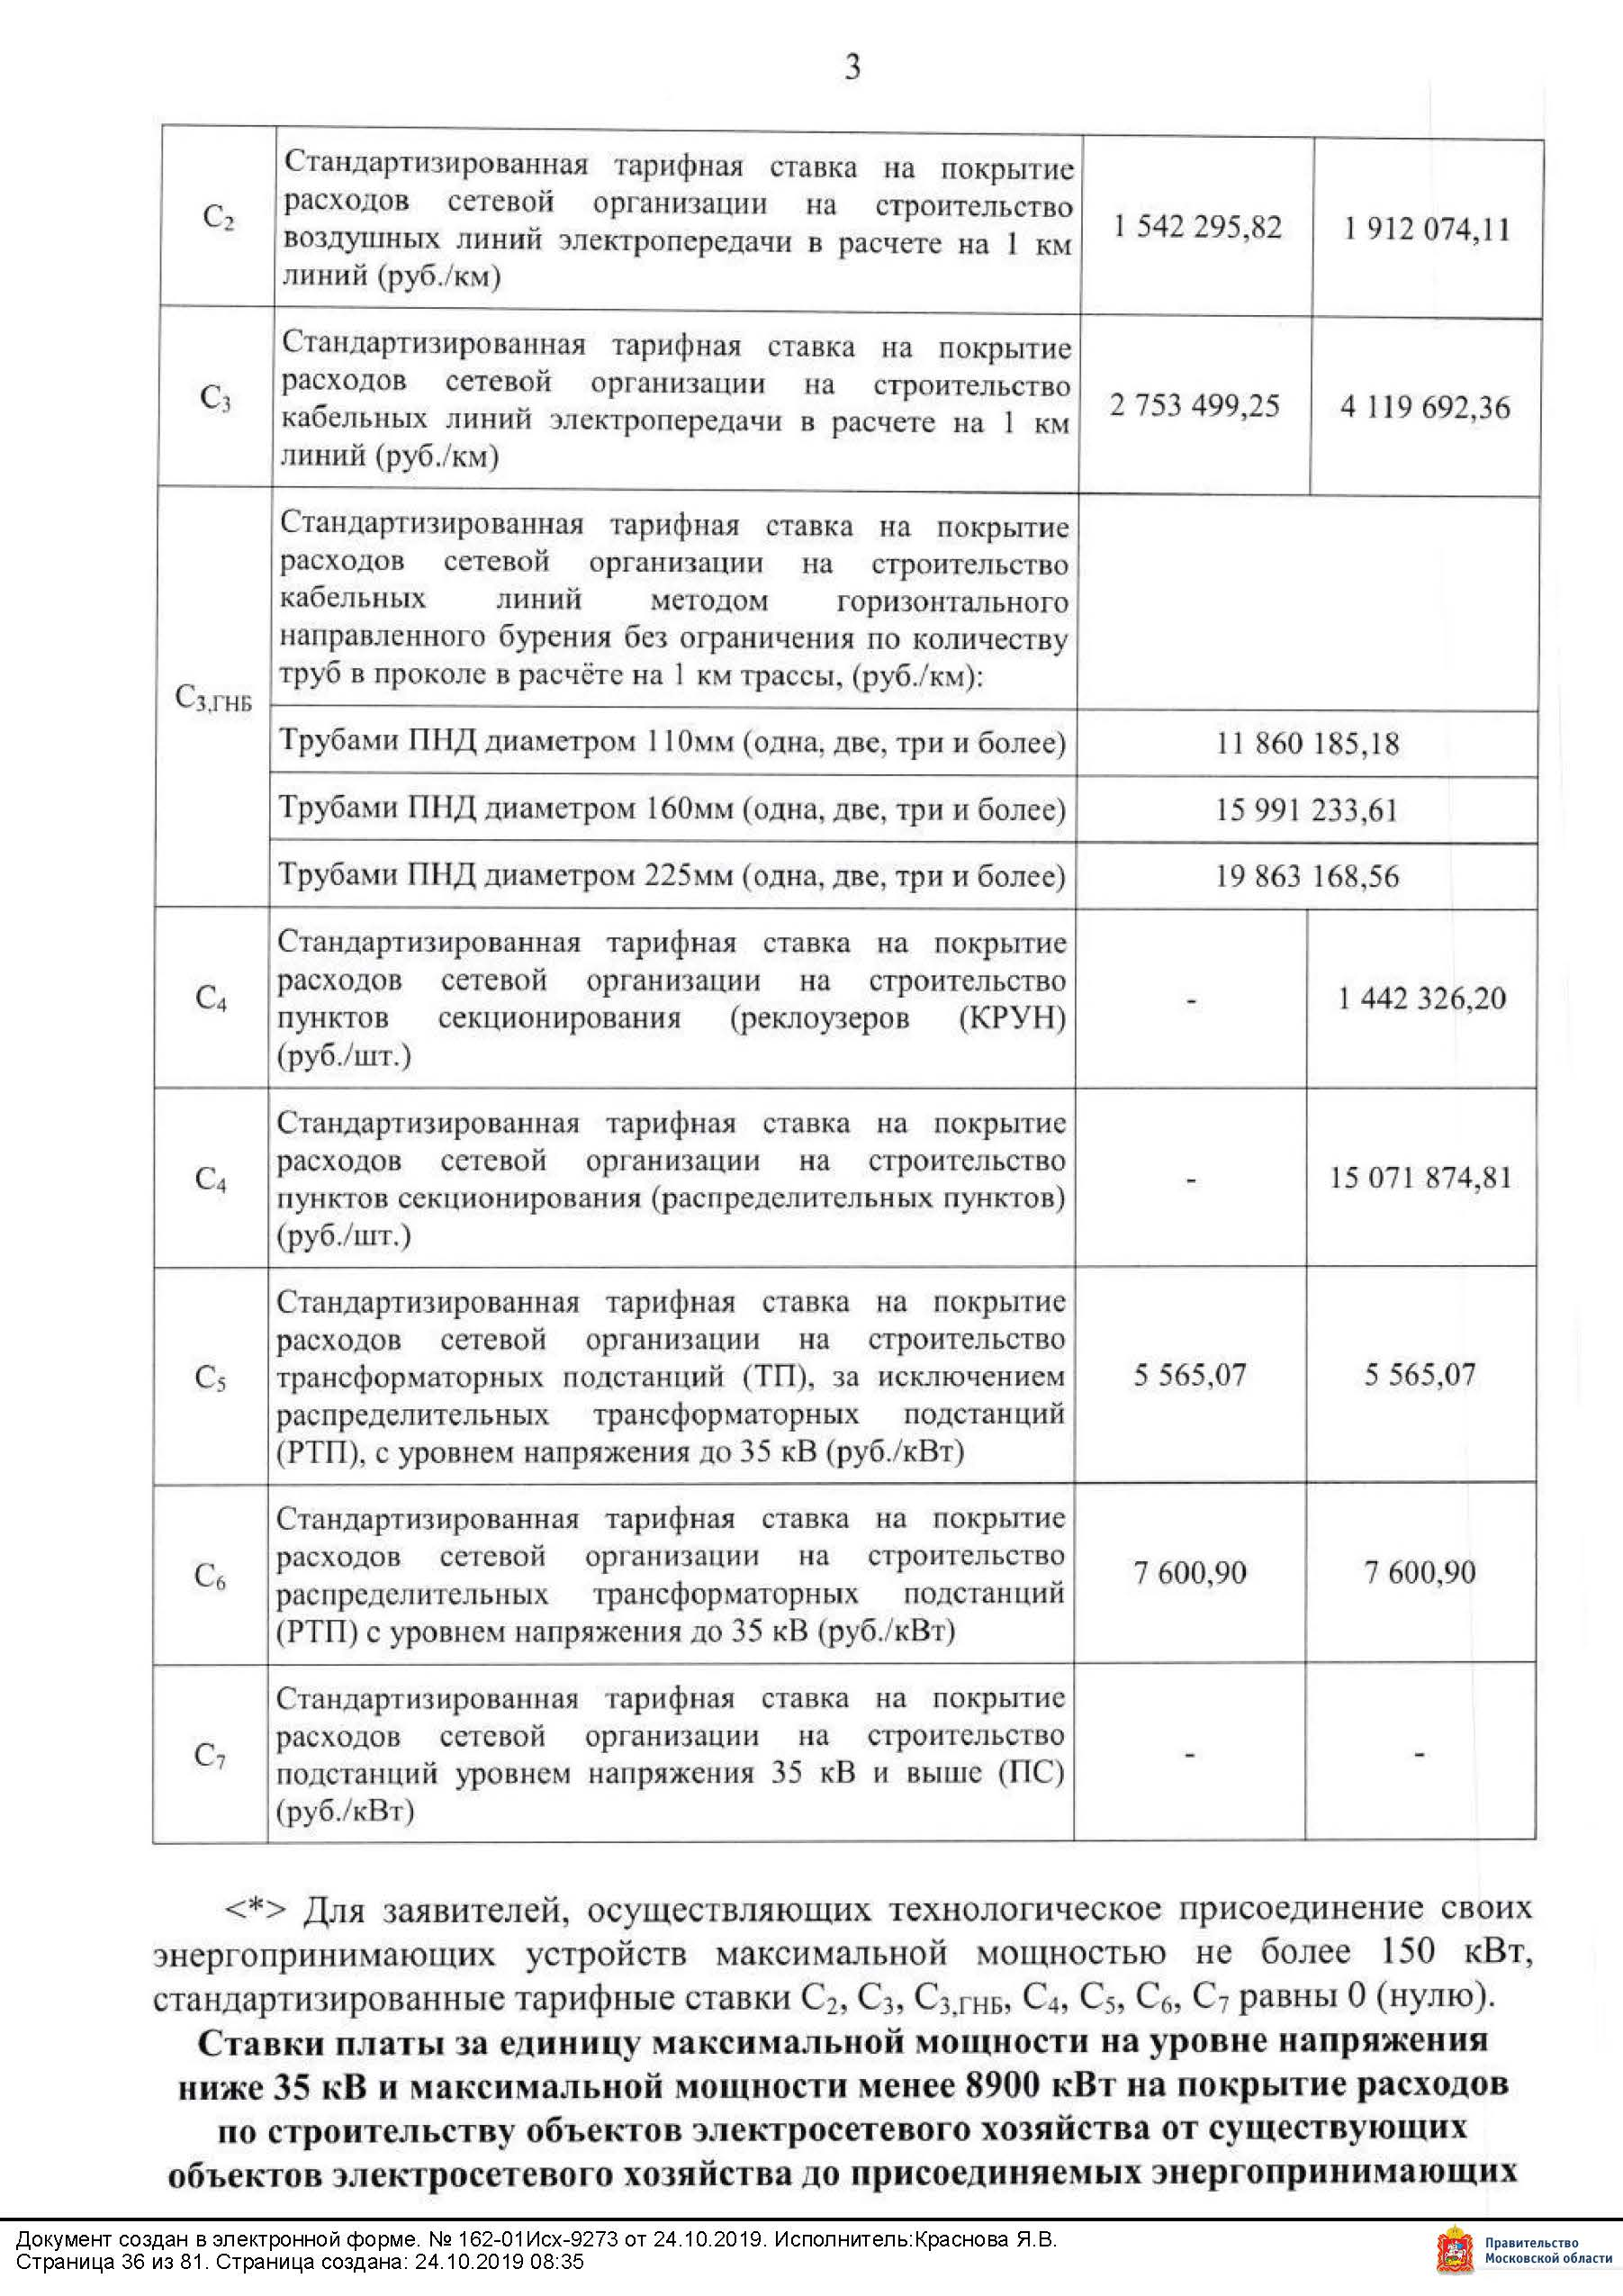 3
C2
Стандартизированная тарифная ставка на покрытие
расходов сетевой организации на строительство
воздушных линий электропередачи в расчете на 1 км
линий (руб./км)
1 542 295,82
1 912 074,11
C3
Стандартизированная тарифная ставка на покрытие
расходов сетевой организации на строительство
кабельных линий электропередачи в расчете на 1 км
линий (руб./км)
2 753 499,25
4 119 692,36
C3,ГНБ
Стандартизированная тарифная ставка на покрытие
расходов сетевой организации на строительство
кабельных линий методом горизонтального
направленного бурения без ограничения по количеству
труб в проколе в расчёте на 1 км трассы, (руб./км):
Трубами ПНД диаметром 110мм (одна, две, три и более)
11 860 185,18
Трубами ПНД диаметром 160мм (одна, две, три и более)
15 991 233,61
Трубами ПНД диаметром 225мм (одна, две, три и более)
19 863 168,56
C4
Стандартизированная тарифная ставка на покрытие
расходов сетевой организации на строительство
пунктов секционирования (реклоузеров (КРУН)
(руб./шт.)
-
1 442 326,20
C4
Стандартизированная тарифная ставка на покрытие
расходов сетевой организации на строительство
пунктов секционирования (распределительных пунктов)
(руб./шт.)
-
15 071 874,81
C5
Стандартизированная тарифная ставка на покрытие
расходов сетевой организации на строительство
трансформаторных подстанций (ТП), за исключением
распределительных трансформаторных подстанций
(РТП), с уровнем напряжения до 35 кВ (руб./кВт)
5 565,07
5 565,07
C6
Стандартизированная тарифная ставка на покрытие
расходов сетевой организации на строительство
распределительных трансформаторных подстанций
(РТП) с уровнем напряжения до 35 кВ (руб./кВт)
7 600,90
7 600,90
C7
Стандартизированная тарифная ставка на покрытие
расходов сетевой организации на строительство
подстанций уровнем напряжения 35 кВ и выше (ПС)
(руб./кВт)
-
-
<*> Для заявителей, осуществляющих технологическое присоединение своих
энергопринимающих устройств максимальной мощностью не более 150 кВт,
стандартизированные тарифные ставки C2, C3, C3,ГНБ, C4, C5, C6, C7 равны 0 (нулю).
Ставки платы за единицу максимальной мощности на уровне напряжения
ниже 35 кВ и максимальной мощности менее 8900 кВт на покрытие расходов
по строительству объектов электросетевого хозяйства от существующих
объектов электросетевого хозяйства до присоединяемых энергопринимающих
Документ создан в электронной форме. № 162-01Исх-9273 от 24.10.2019. Исполнитель:Краснова Я.В.
Страница 36 из 81. Страница создана: 24.10.2019 08:35
Правительство
Московской области